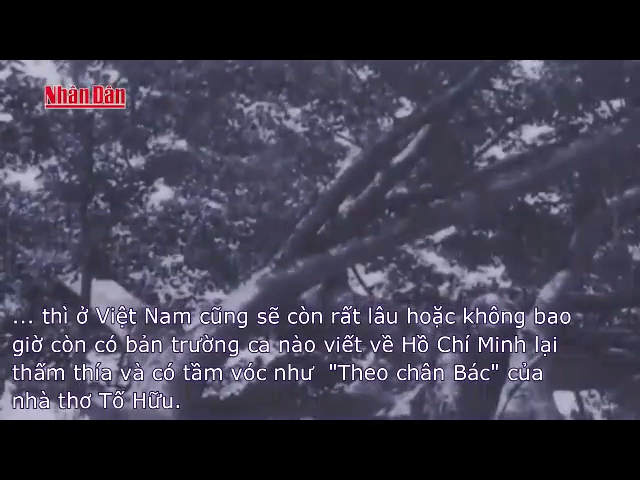 Nhân Dân
... thì ở Việt Nam cũng sẽ còn rất lâu hoặc không bao
giờ còn có bản trường ca nào viết về Hồ Chí Minh lại
thấm thía và có tầm vóc như "Theo chân Bác" của
nhà thơ Tố Hữu.